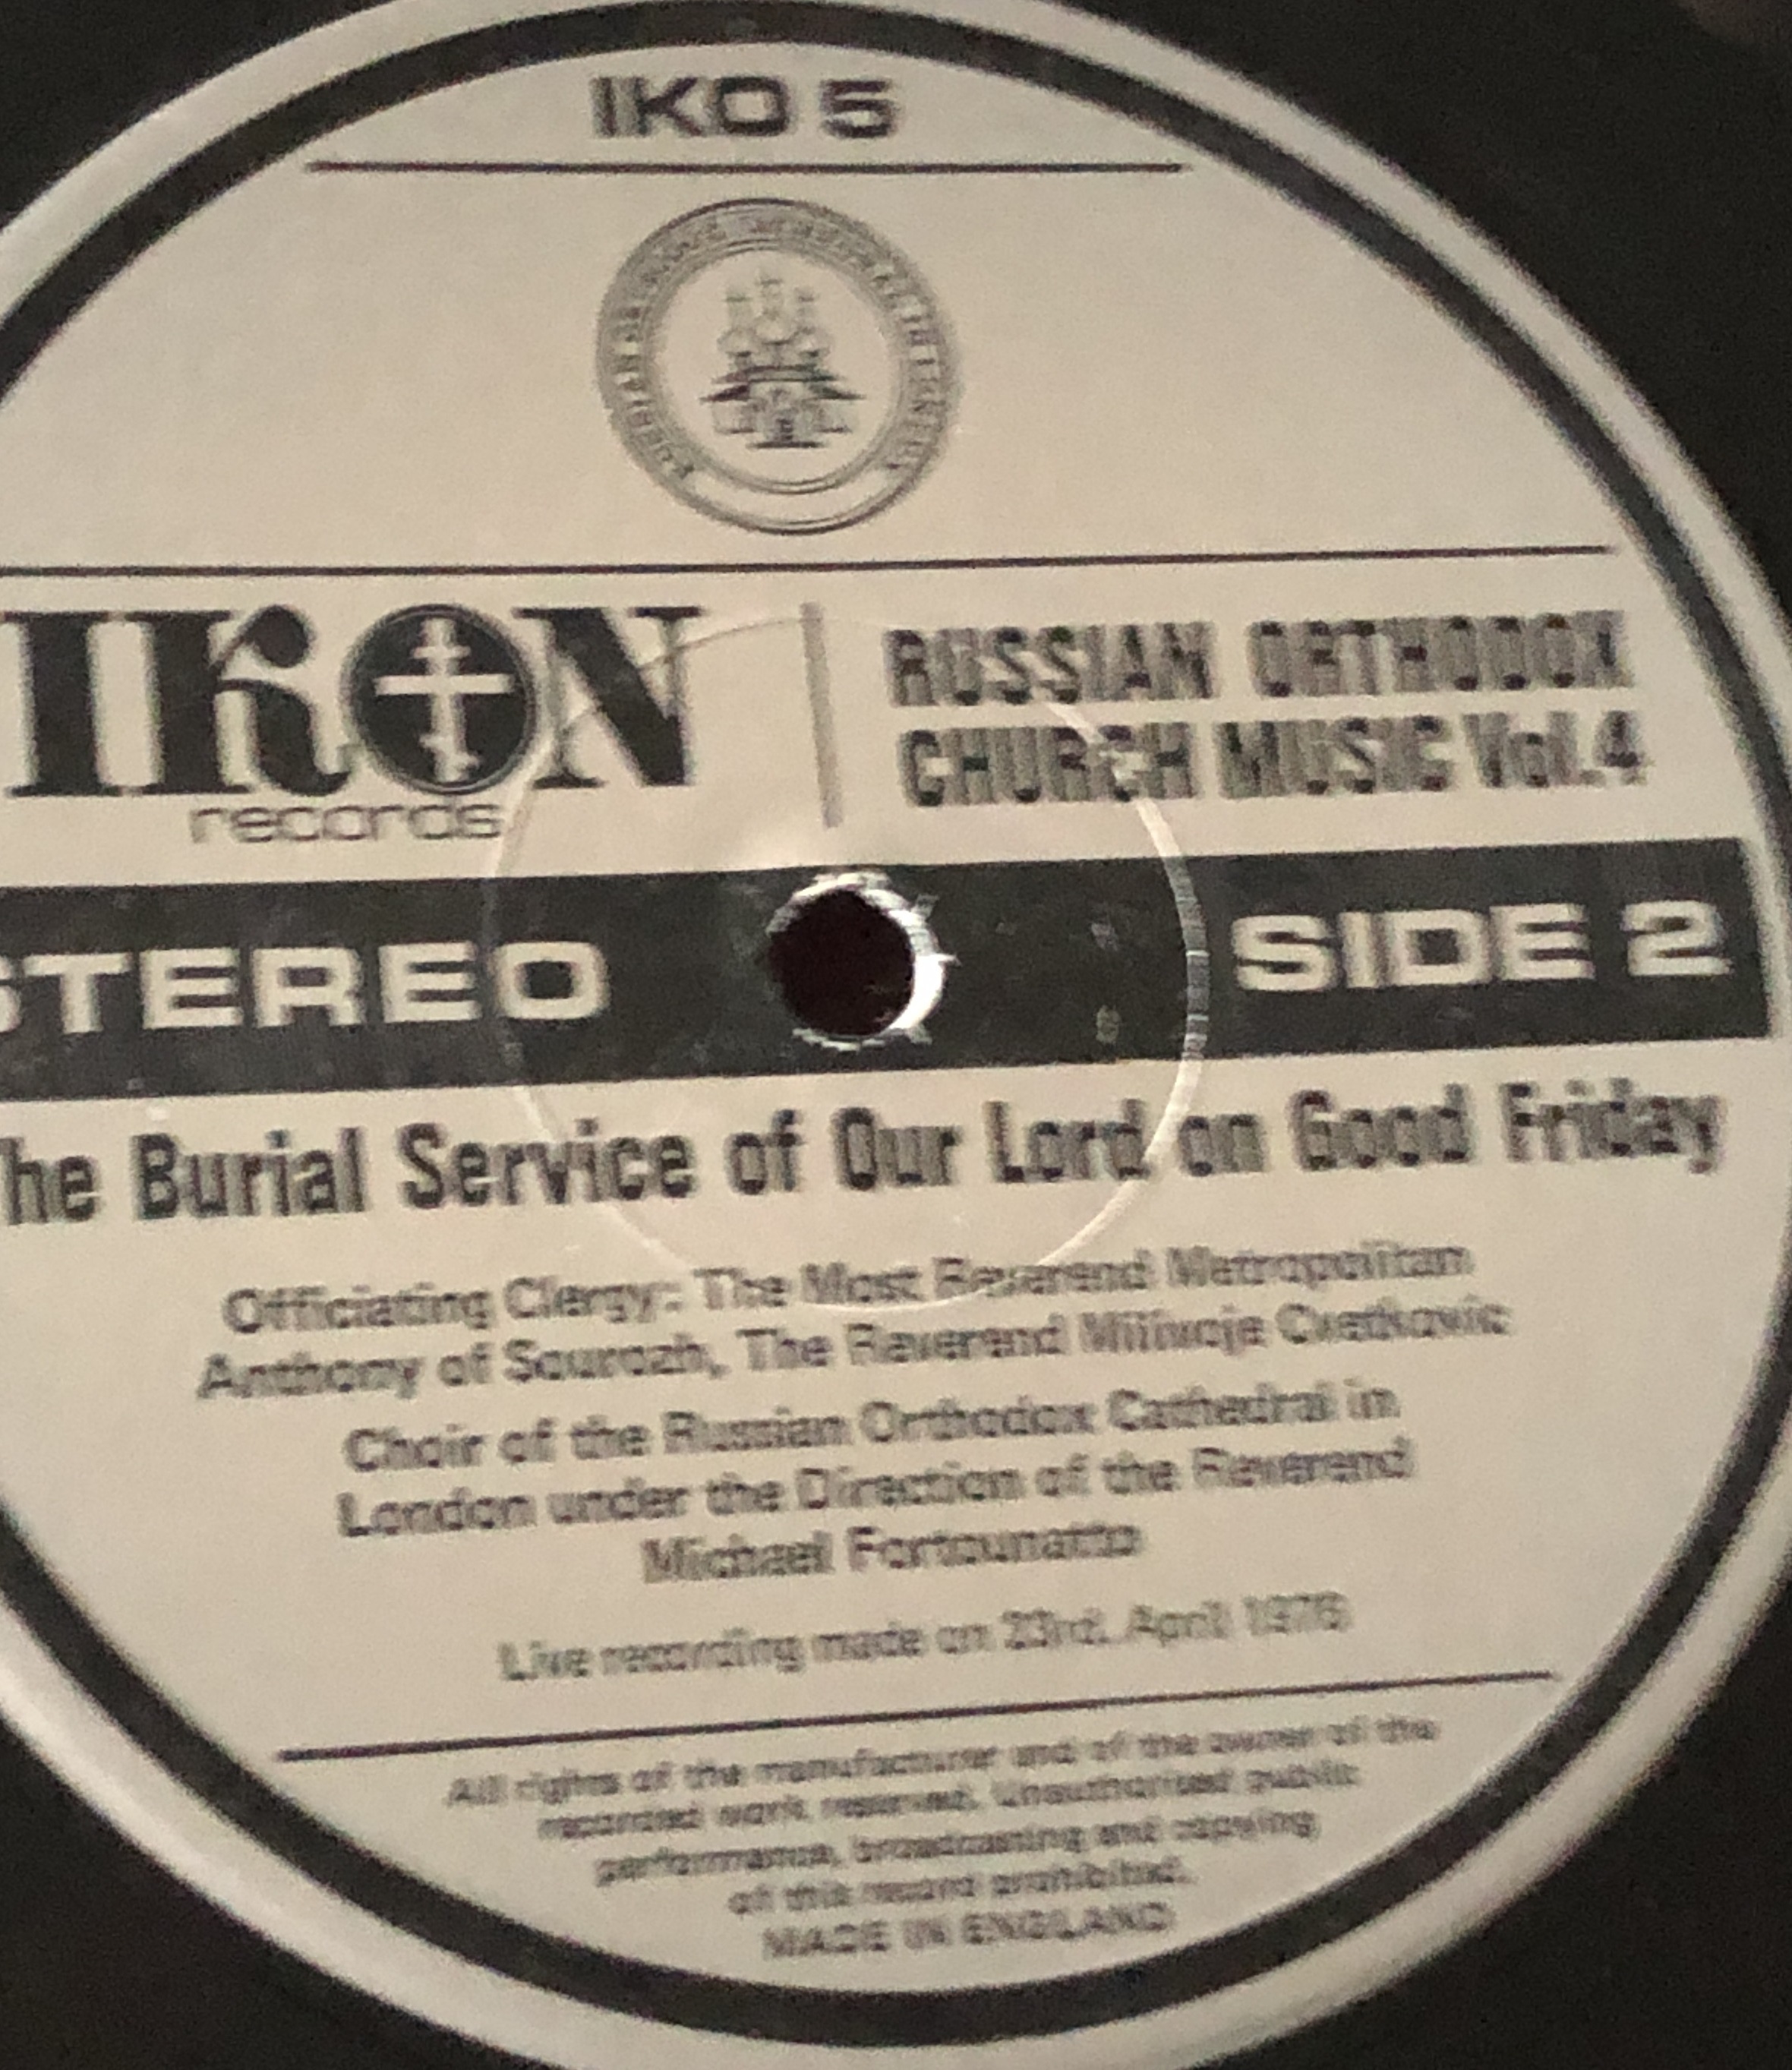 IKO 5
IKON
records
RUSSIAN ORTHODOX
CHURCH MUSIC Vol.4
STEREO
SIDE 2
The Burial Service of Our Lord on Good Friday
Officiating Clergy: The Most Reverend Metropolitan
Anthony of Sourozh, The Reverend Milivoje Cvetkovic
Choir of the Russian Orthodox Cathedral in
London under the Direction of the Reverend
Michael Fortounatto
Live recording made on 23rd. April 1976
All rights of the manufacturer and of the owner of the
recorded work reserved. Unauthorised public
performance, broadcasting and copying
of this record prohibited.
MADE IN ENGLAND